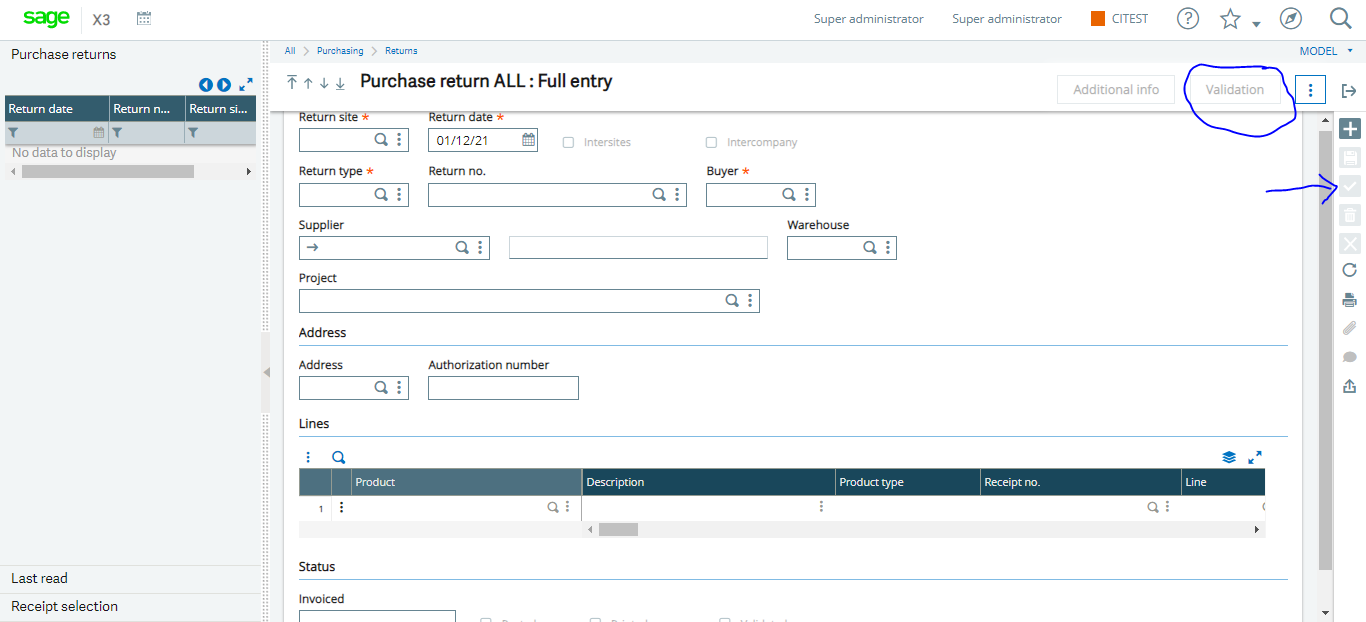 sage X3 Super administrator Super administrator CITEST ?
Purchase returns
All Purchasing Returns MODEL
Purchase return ALL : Full entry Additional info Validation
Return date Return n... Return si...
No data to display
Last read
Receipt selection
Return site * Return date *
01/12/21 Intersites Intercompany
Return type * Return no. Buyer *
Supplier Warehouse
Project
Address
Address Authorization number
Lines
Product Description Product type Receipt no. Line
1
Status
Invoiced